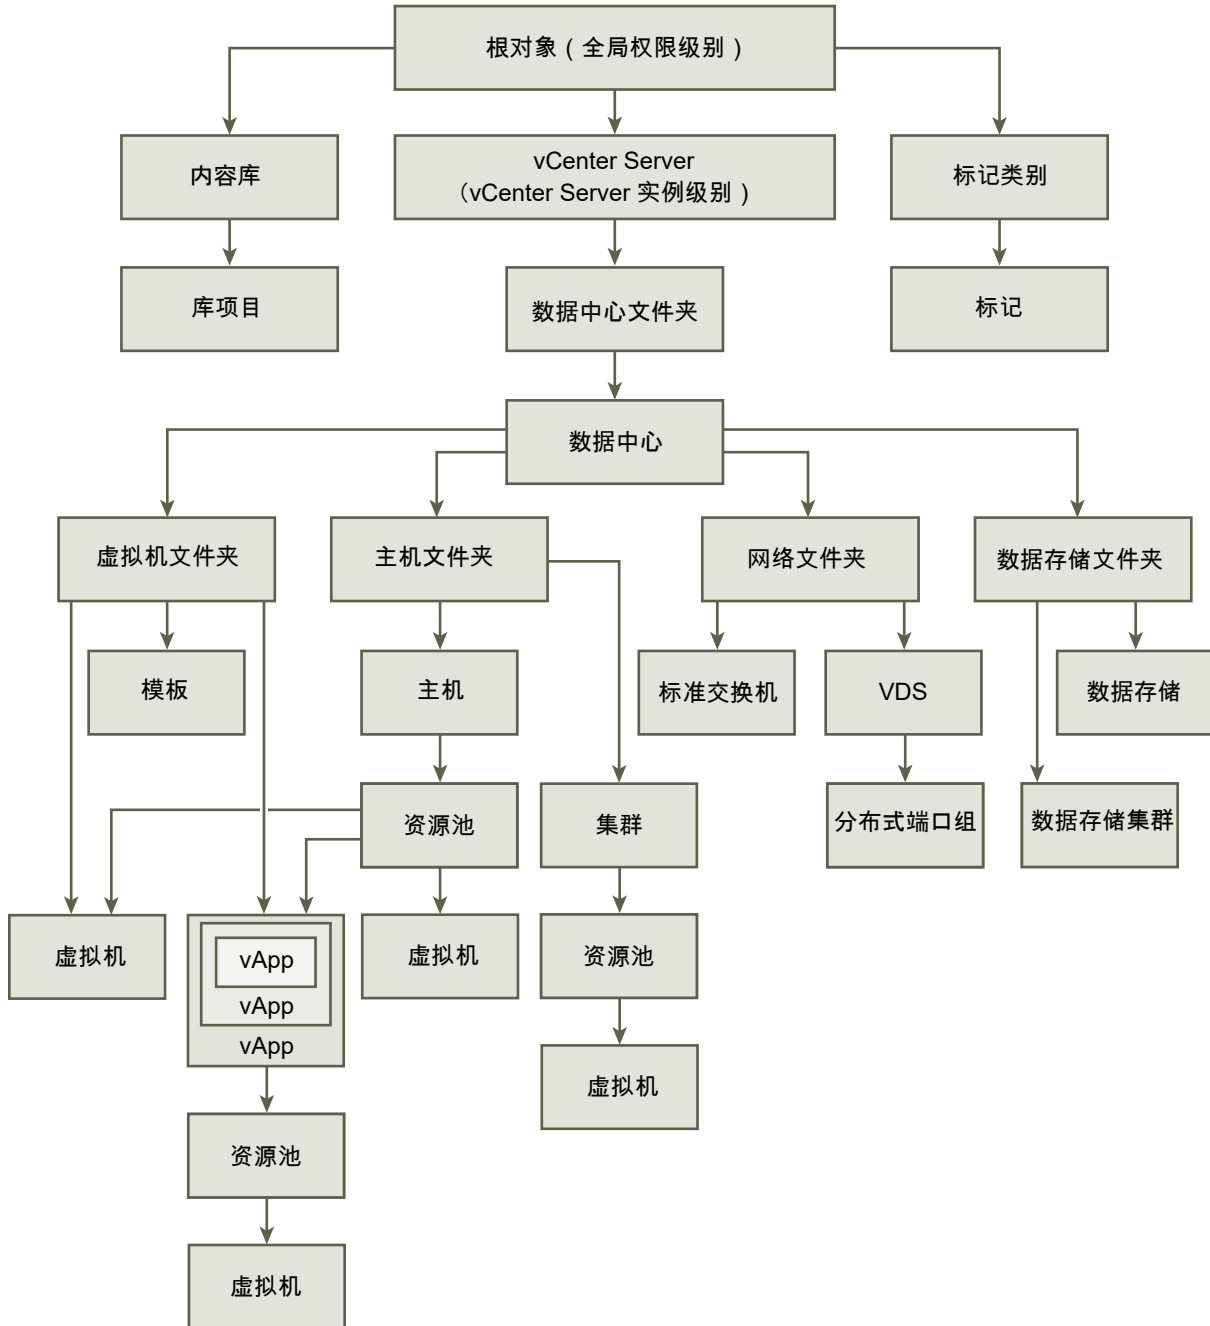 根对象（全局权限级别）
内容库
vCenter Server
（vCenter Server 实例级别）
标记类别
库项目
数据中心文件夹
标记
数据中心
虚拟机文件夹
主机文件夹
网络文件夹
数据存储文件夹
模板
主机
标准交换机
VDS
数据存储
资源池
集群
分布式端口组
数据存储集群
虚拟机
vApp
vApp
vApp
虚拟机
资源池
虚拟机
资源池
虚拟机